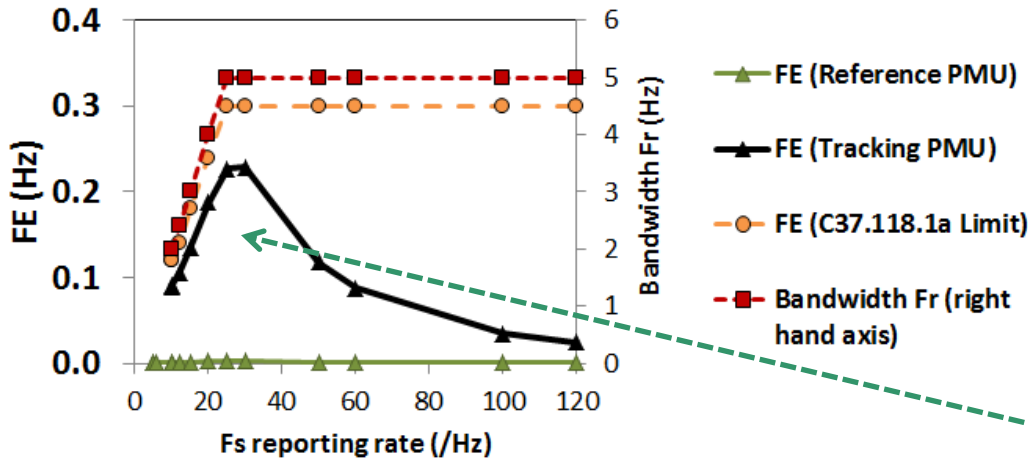 0.4
0.3
0.2
0.1
0.0
FE (Hz)
6
5
4
3
2
1
0
Bandwidth Fr (Hz)
0 20 40 60 80 100 120
Fs reporting rate (/Hz)
FE (Reference PMU)
FE (Tracking PMU)
FE (C37.118.1a Limit)
Bandwidth Fr (right
hand axis)